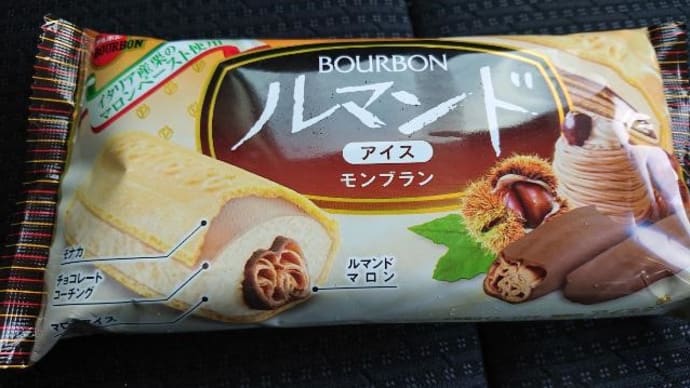 BOURBON
イタリア産栗の
マロンペースト使用
BOURBON
ルマンド
アイス
モンブラン
モナカ
チョコレート
コーチング
ルマンド
マロン